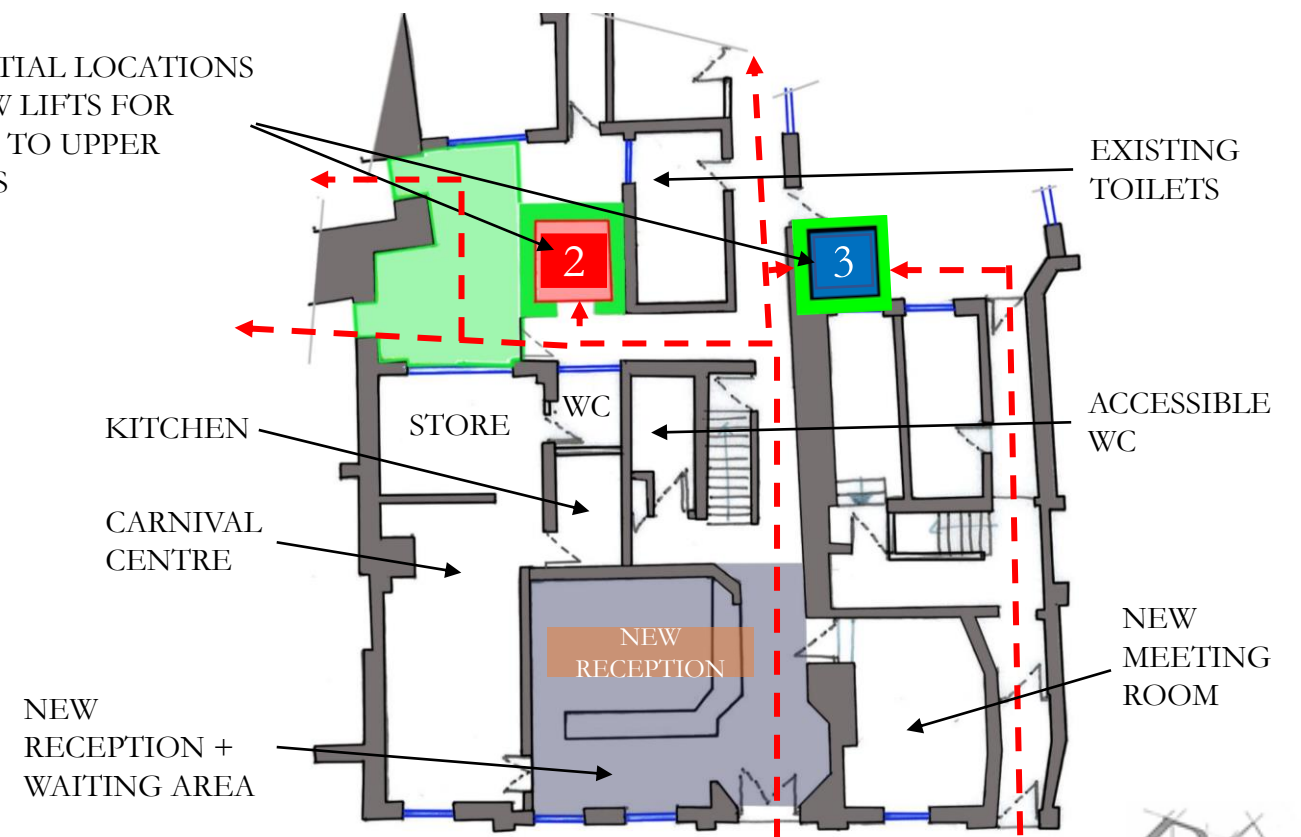 TIAL LOCATIONS
W LIFTS FOR
TO UPPER
S
2
3
EXISTING
TOILETS
KITCHEN
STORE
WC
ACCESSIBLE
WC
CARNIVAL
CENTRE
NEW
RECEPTION
NEW
MEETING
ROOM
NEW
RECEPTION +
WAITING AREA